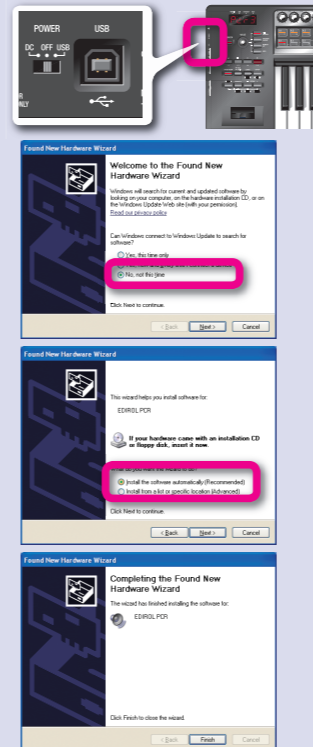 POWER
USB
DC OFF USB
Found New Hardware Wizard
Welcome to the Found New
Hardware Wizard
Windows will search for current and updated software by
looking on your computer, on the hardware installation CD, or on
the Windows Update Web site (with your permission).
Read our privacy policy
Can Windows connect to Windows Update to search for
software?
Yes, this time only
No, not this time
Click Next to continue.
< Back Next > Cancel
Found New Hardware Wizard
This wizard helps you install software for:
EDIROL PCR
If your hardware came with an installation CD
or floppy disk, insert it now.
What do you want the wizard to do?
Install the software automatically (Recommended)
Install from a list or specific location (Advanced)
Click Next to continue.
< Back Next > Cancel
Found New Hardware Wizard
Completing the Found New
Hardware Wizard
The wizard has finished installing the software for:
EDIROL PCR
Click Finish to close the wizard.
< Back Finish Cancel